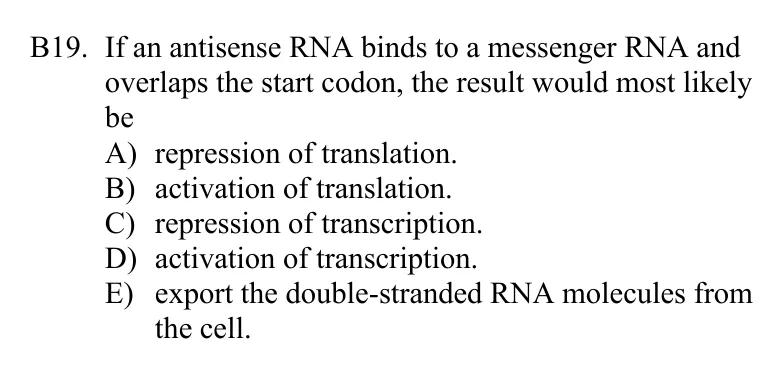 B19. If an antisense RNA binds to a messenger RNA and
overlaps the start codon, the result would most likely
be
A) repression of translation.
B) activation of translation.
C) repression of transcription.
D) activation of transcription.
E) export the double-stranded RNA molecules from
the cell.